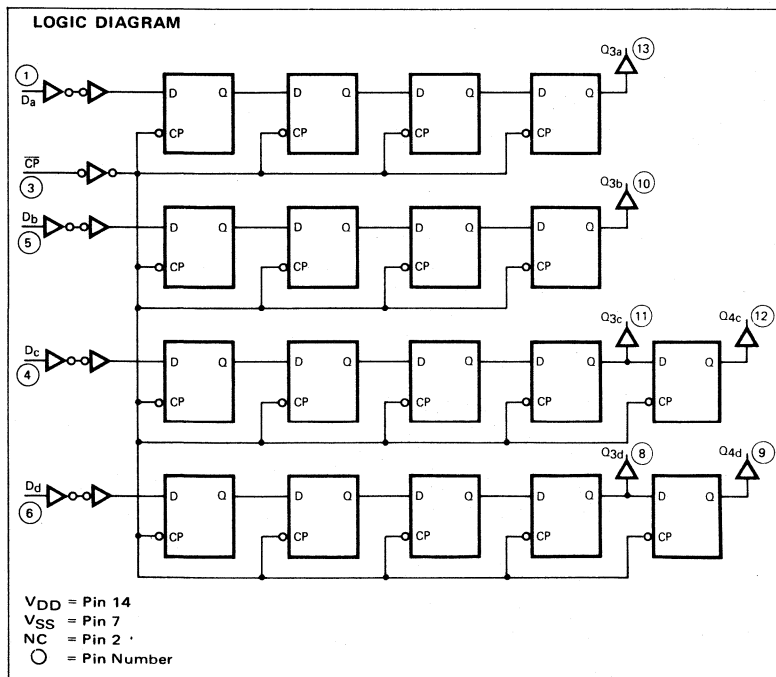 LOGIC DIAGRAM
1
Da
D Q D Q D Q D Q
CP CP CP CP
Q3a 13
CP
3
Db
5
D Q D Q D Q D Q
CP CP CP CP
Q3b 10
Dc
4
D Q D Q D Q D Q D Q
CP CP CP CP CP
Q3c 11
Q4c 12
Dd
6
D Q D Q D Q D Q D Q
CP CP CP CP CP
Q3d 8
Q4d 9
VDD = Pin 14
VSS = Pin 7
NC = Pin 2
= Pin Number